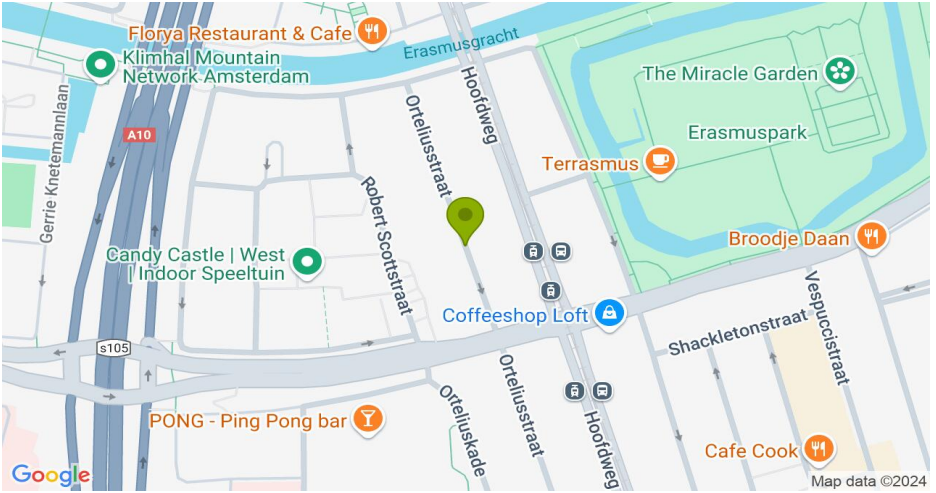 Florya Restaurant & Cafe
Erasmusgracht
Klimhal Mountain
Network Amsterdam
Hoofdweg
The Miracle Garden
Orteliusstraat
A10
Erasmuspark
Terrasmus
Gerrie Knetemannlaan
Robert Scottstraat
Broodje Daan
Candy Castle | West
| Indoor Speeltuin
Coffeeshop Loft
Vespuccistraat
Shackletonstraat
s105
Orteliusstraat
Orteliuskade
PONG - Ping Pong bar
Hoofdweg
Cafe Cook
Google
Map data ©2024